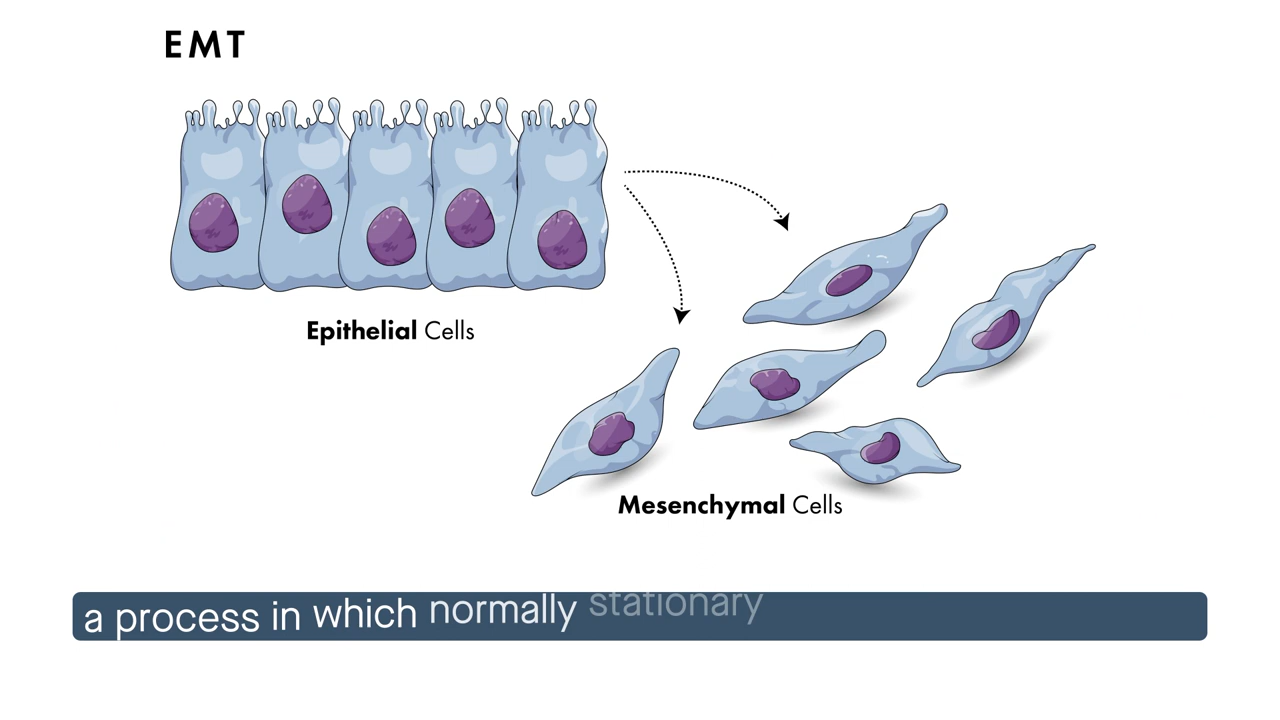 EMT
Epithelial Cells
Mesenchymal Cells
a process in which normally stationary